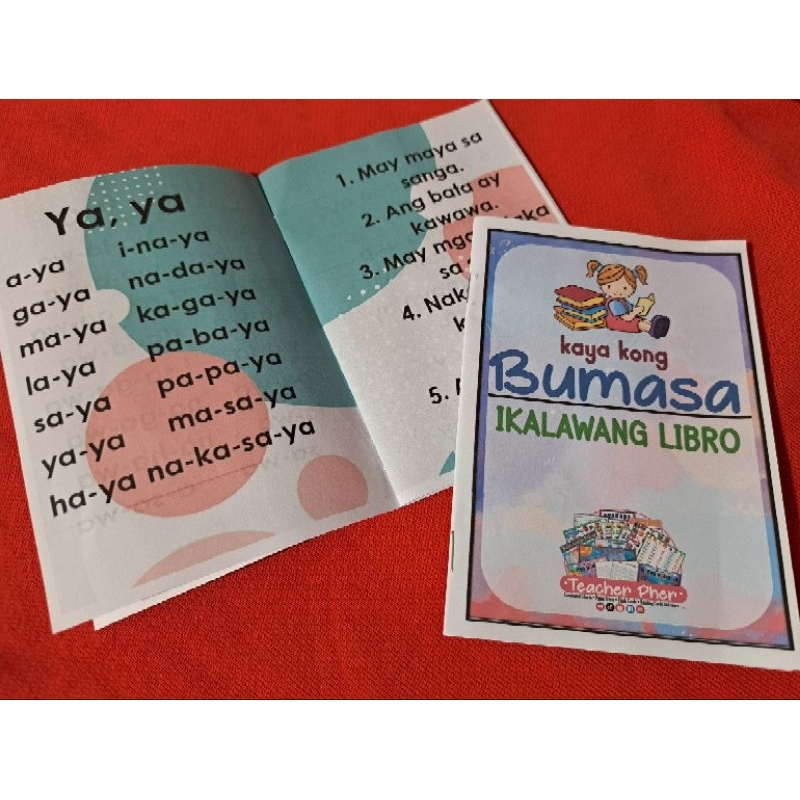 Ya, ya
a-ya
ga-ya
ma-ya
la-ya
sa-ya
ya-ya
ha-ya
i-na-ya
na-da-ya
ka-ga-ya
pa-ba-ya
pa-pa-ya
ma-sa-ya
na-ka-sa-ya
1. May maya sa
sanga.
2. Ang bata ay
kawawa.
3. May mga
sa
4. Nak
k
5.
kaya kong
Bumasa
IKALAWANG LIBRO
Teacher Pher